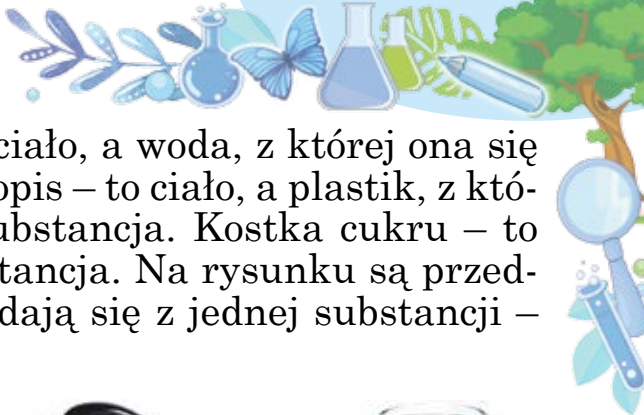 ciało, a woda, z której ona się
opis – to ciało, a plastik, z któ-
ubstancja. Kostka cukru – to
tancja. Na rysunku są przed-
dają się z jednej substancji –